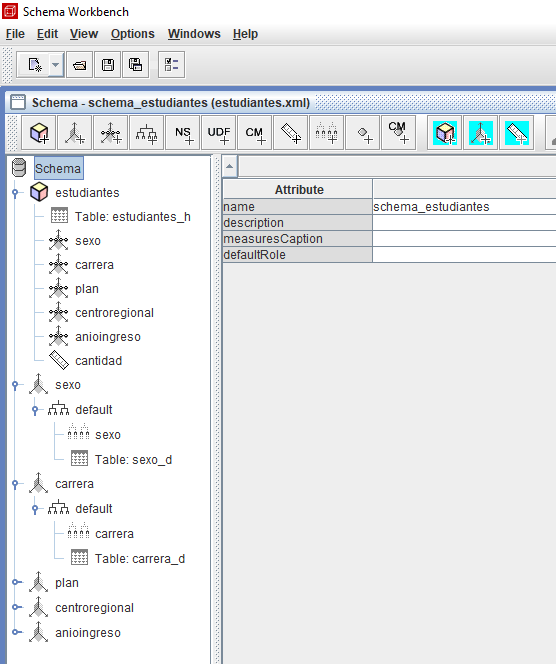 Schema Workbench
File Edit View Options Windows Help
Schema - schema_estudiantes (estudiantes.xml)
NS UDF CM CM
Schema
estudiantes
Table: estudiantes_h
sexo
carrera
plan
centroregional
anioingreso
cantidad
sexo
default
sexo
Table: sexo_d
carrera
default
carrera
Table: carrera_d
plan
centroregional
anioingreso
Attribute
name schema_estudiantes
description
measuresCaption
defaultRole